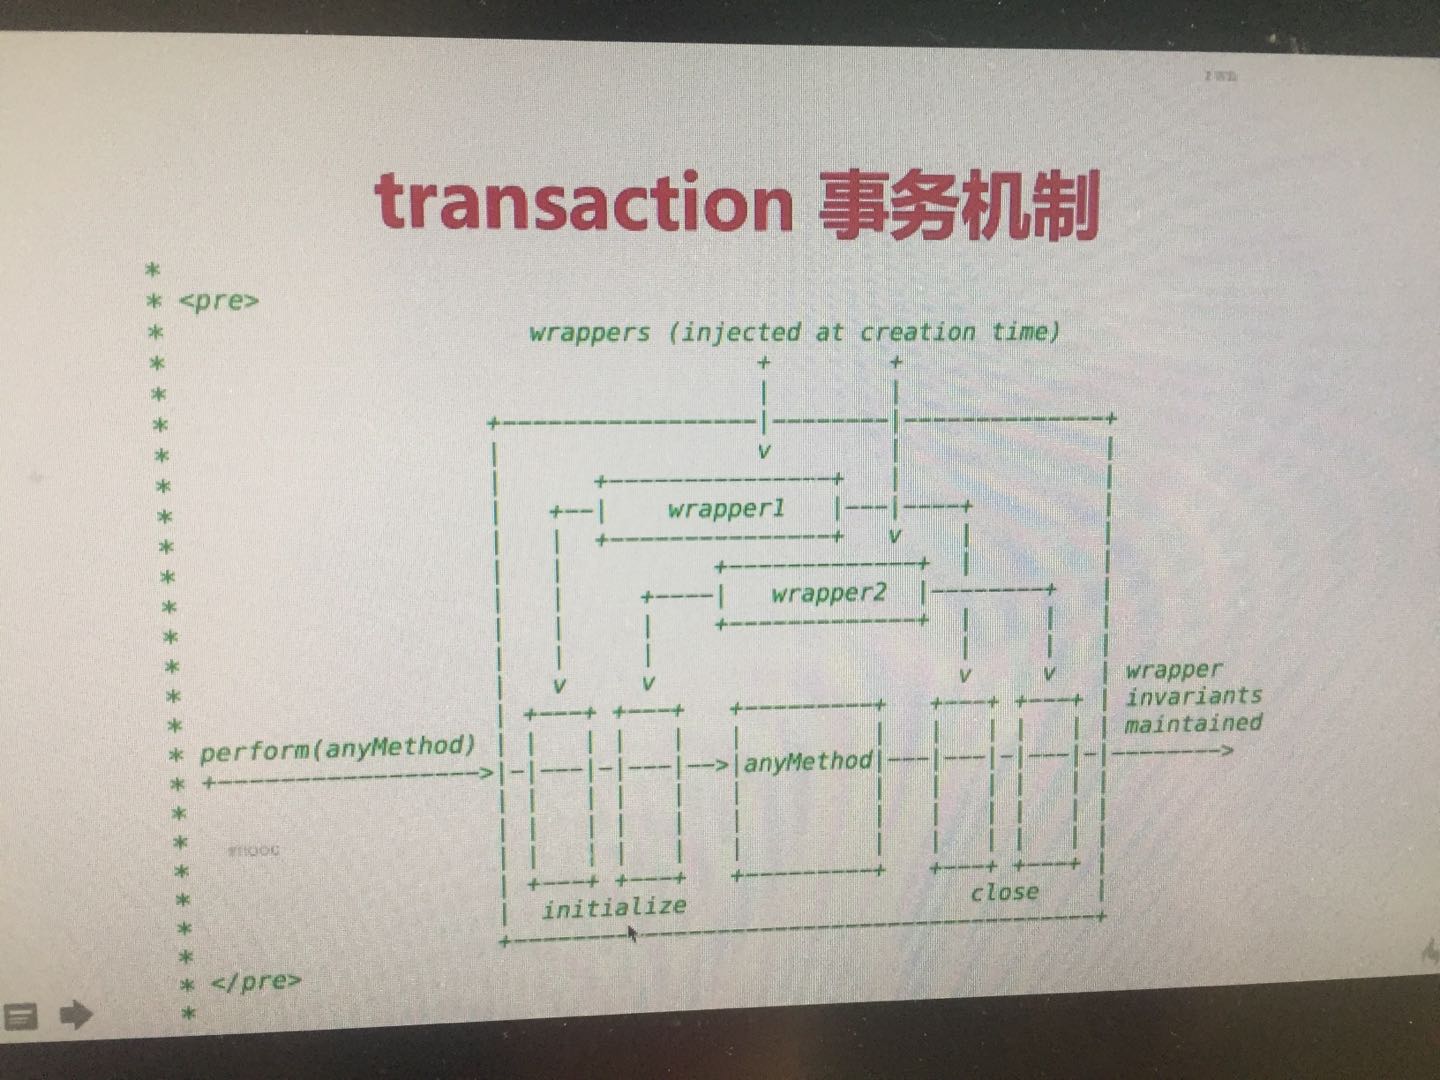 transaction 事务机制
*
* <pre>
* wrappers (injected at creation time)
* + +
* | |
* +-----------------|--------|--------------+
* | v | |
* | +----------------+ | |
* | +--| wrapper1 |---|----+ |
* | | +----------------+ v | |
* | | +--------------+ | |
* | | +----| wrapper2 |--------+ |
* | | | +--------------+ | | |
* | | | | | |
* | v v v v | wrapper
* | +---+ +---+ +---------+ +---+ +---+ | invariants
* | | | | | | | | | | | | maintained
* perform(anyMethod) | | | | | | | | | | | |
* +------------------>|-|---|-|---|-->|anyMethod|---|---|-|---|-|-------->
* | | | | | | | | | | | |
* | | | | | | | | | | | |
* | +---+ +---+ +---------+ +---+ +---+ |
* | initialize close |
* +-----------------------------------------+
* </pre>
*